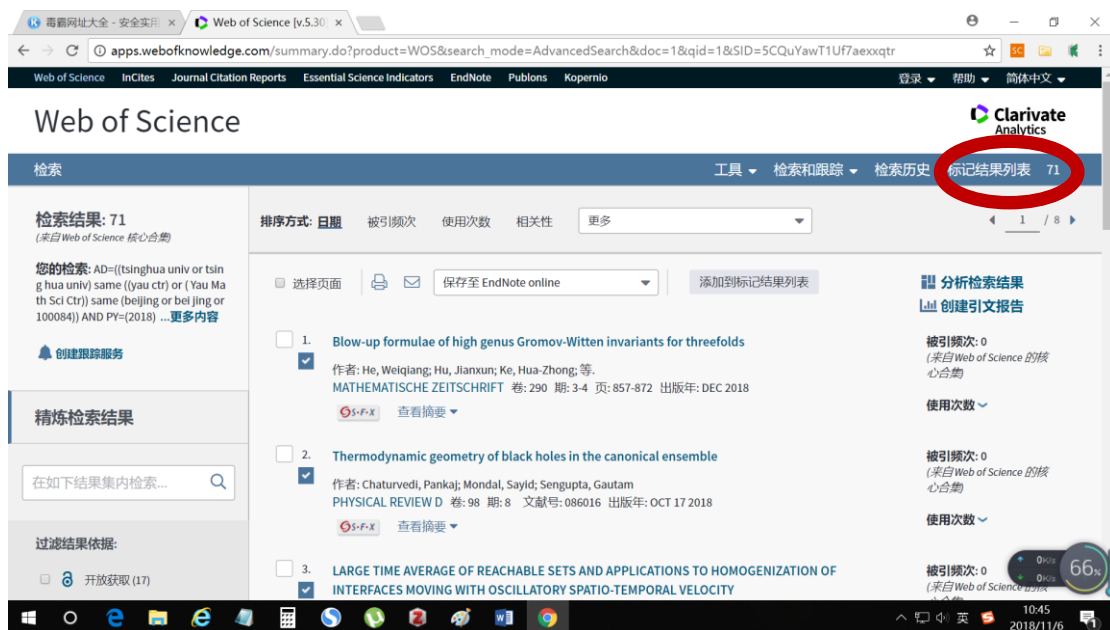 毒霸网址大全 - 安全实用
Web of Science [v.5.30
apps.webofknowledge.com/summary.do?product=WOS&search_mode=AdvancedSearch&doc=1&qid=1&SID=5CQuYawT1Uf7aexxqtr
Web of Science InCites Journal Citation Reports Essential Science Indicators EndNote Publons Kopernio 登录 帮助 简体中文
Web of Science
Clarivate
Analytics
检索 工具 检索和跟踪 检索历史 标记结果列表 71
检索结果: 71
(来自 Web of Science 核心合集)
您的检索: AD=((tsinghua univ or tsin
g hua univ) same ((yau ctr) or ( Yau Ma
th Sci Ctr)) same (beijing or bei jing or
100084)) AND PY=(2018) ...更多内容
创建跟踪服务
精炼检索结果
在如下结果集内检索...
过滤结果依据:
开放获取 (17)
排序方式: 日期 被引频次 使用次数 相关性 更多
1 / 8
选择页面 保存至 EndNote online 添加到标记结果列表
分析检索结果
创建引文报告
1. Blow-up formulae of high genus Gromov-Witten invariants for threefolds
作者: He, Weiqiang; Hu, Jianxun; Ke, Hua-Zhong; 等.
MATHEMATISCHE ZEITSCHRIFT 卷: 290 期: 3-4 页: 857-872 出版年: DEC 2018
S·F·X 查看摘要
被引频次: 0
(来自 Web of Science 的核
心合集)
使用次数
2. Thermodynamic geometry of black holes in the canonical ensemble
作者: Chaturvedi, Pankaj; Mondal, Sayid; Sengupta, Gautam
PHYSICAL REVIEW D 卷: 98 期: 8 文献号: 086016 出版年: OCT 17 2018
S·F·X 查看摘要
被引频次: 0
(来自 Web of Science 的核
心合集)
使用次数
3. LARGE TIME AVERAGE OF REACHABLE SETS AND APPLICATIONS TO HOMOGENIZATION OF
INTERFACES MOVING WITH OSCILLATORY SPATIO-TEMPORAL VELOCITY
被引频次: 0
(来自 Web of Science 的核
0K/s
0K/s
66%
英
10:45
2018/11/6